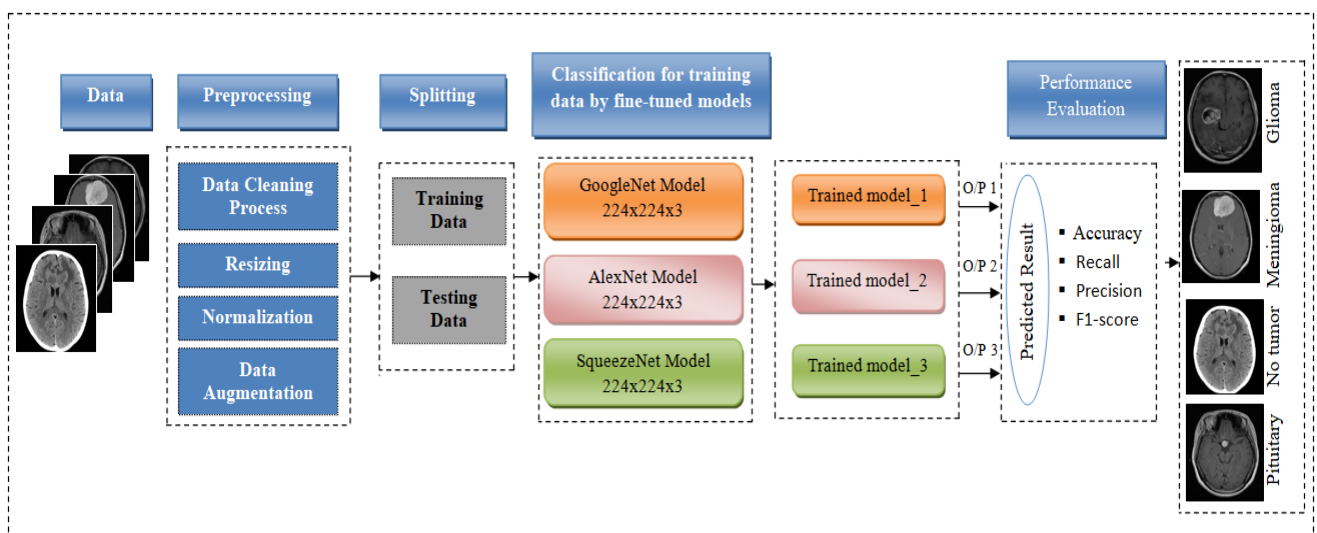 Data
Preprocessing
Splitting
Classification for training
data by fine-tuned models
Performance
Evaluation
Data Cleaning
Process
Resizing
Normalization
Data
Augmentation
Training
Data
Testing
Data
GoogleNet Model
224x224x3
AlexNet Model
224x224x3
SqueezeNet Model
224x224x3
Trained model_1
Trained model_2
Trained model_3
O/P 1
O/P 2
O/P 3
Predicted Result
▪ Accuracy
▪ Recall
▪ Precision
▪ F1-score
Glioma
Meningioma
No tumor
Pituitary